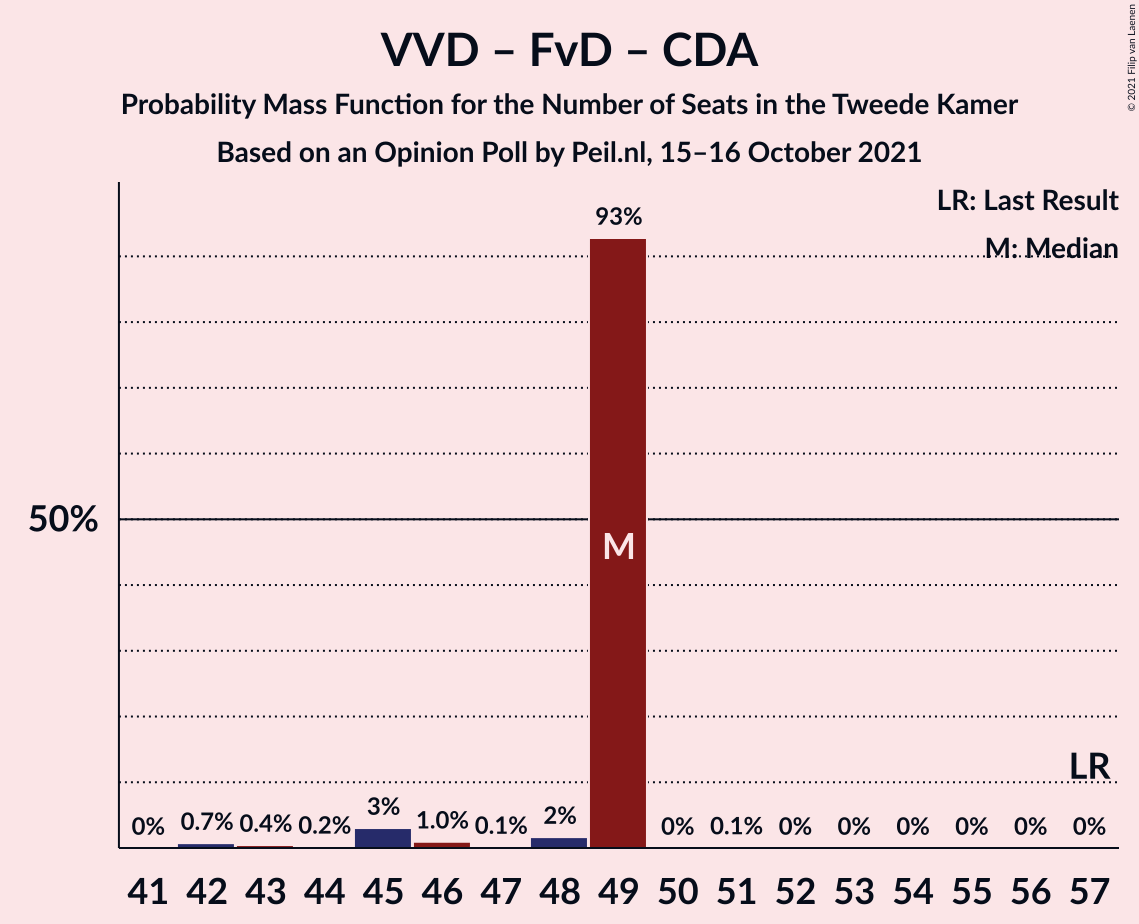 VVD – FvD – CDA
Probability Mass Function for the Number of Seats in the Tweede Kamer
Based on an Opinion Poll by Peil.nl, 15–16 October 2021
© 2021 Filip van Laenen
LR: Last Result
M: Median
93%
50%
M
LR
0% 0.7% 0.4% 0.2% 3% 1.0% 0.1% 2% 0% 0.1% 0% 0% 0% 0% 0% 0%
41 42 43 44 45 46 47 48 49 50 51 52 53 54 55 56 57